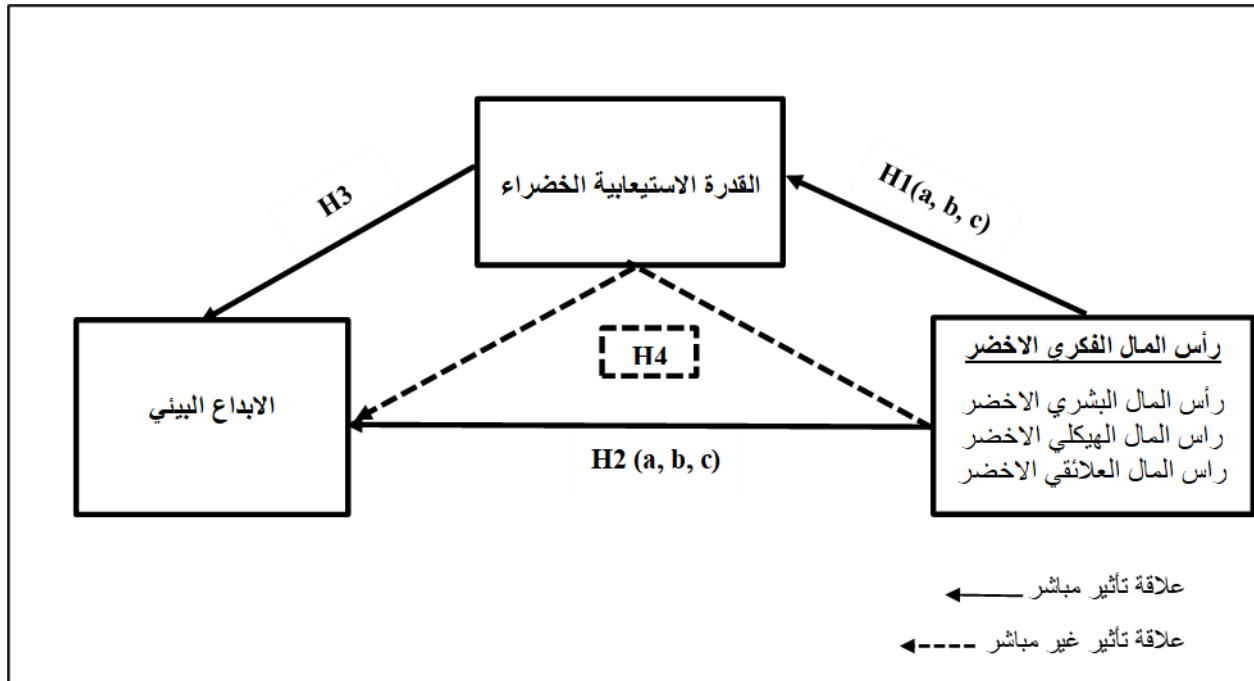 القدرة الاستيعابية الخضراء
H1(a, b, c)
H3
رأس المال الفكري الاخضر
رأس المال البشري الاخضر
راس المال الهيكلي الاخضر
راس المال العلائقي الاخضر
H4
الابداع البيئي
H2 (a, b, c)
علاقة تأثير مباشر
علاقة تأثير غير مباشر